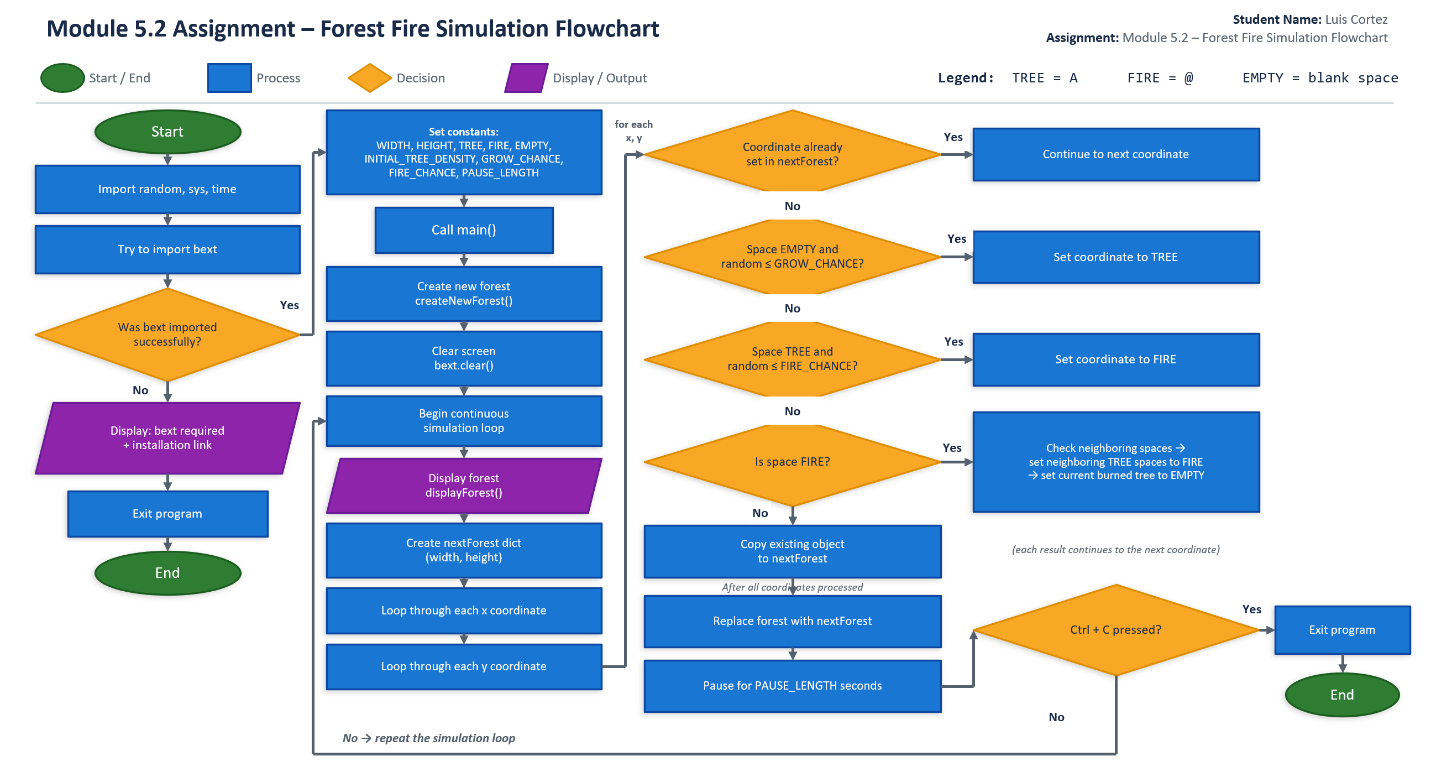 Module 5.2 Assignment – Forest Fire Simulation Flowchart
Student Name: Luis Cortez
Assignment: Module 5.2 – Forest Fire Simulation Flowchart
Start / End
Process
Decision
Display / Output
Legend: TREE = A FIRE = @ EMPTY = blank space
Start
Import random, sys, time
Try to import bext
Was bext imported
successfully?
Yes
No
Display: bext required
+ installation link
Exit program
End
Set constants:
WIDTH, HEIGHT, TREE, FIRE, EMPTY,
INITIAL_TREE_DENSITY, GROW_CHANCE,
FIRE_CHANCE, PAUSE_LENGTH
Call main()
Create new forest
createNewForest()
Clear screen
bext.clear()
Begin continuous
simulation loop
Display forest
displayForest()
Create nextForest dict
(width, height)
Loop through each x coordinate
Loop through each y coordinate
for each
x, y
Coordinate already
set in nextForest?
Yes
Continue to next coordinate
No
Space EMPTY and
random ≤ GROW_CHANCE?
Yes
Set coordinate to TREE
No
Space TREE and
random ≤ FIRE_CHANCE?
Yes
Set coordinate to FIRE
No
Is space FIRE?
Yes
Check neighboring spaces →
set neighboring TREE spaces to FIRE
→ set current burned tree to EMPTY
No
Copy existing object
to nextForest
(each result continues to the next coordinate)
After all coordinates processed
Replace forest with nextForest
Pause for PAUSE_LENGTH seconds
Ctrl + C pressed?
Yes
Exit program
End
No
No → repeat the simulation loop